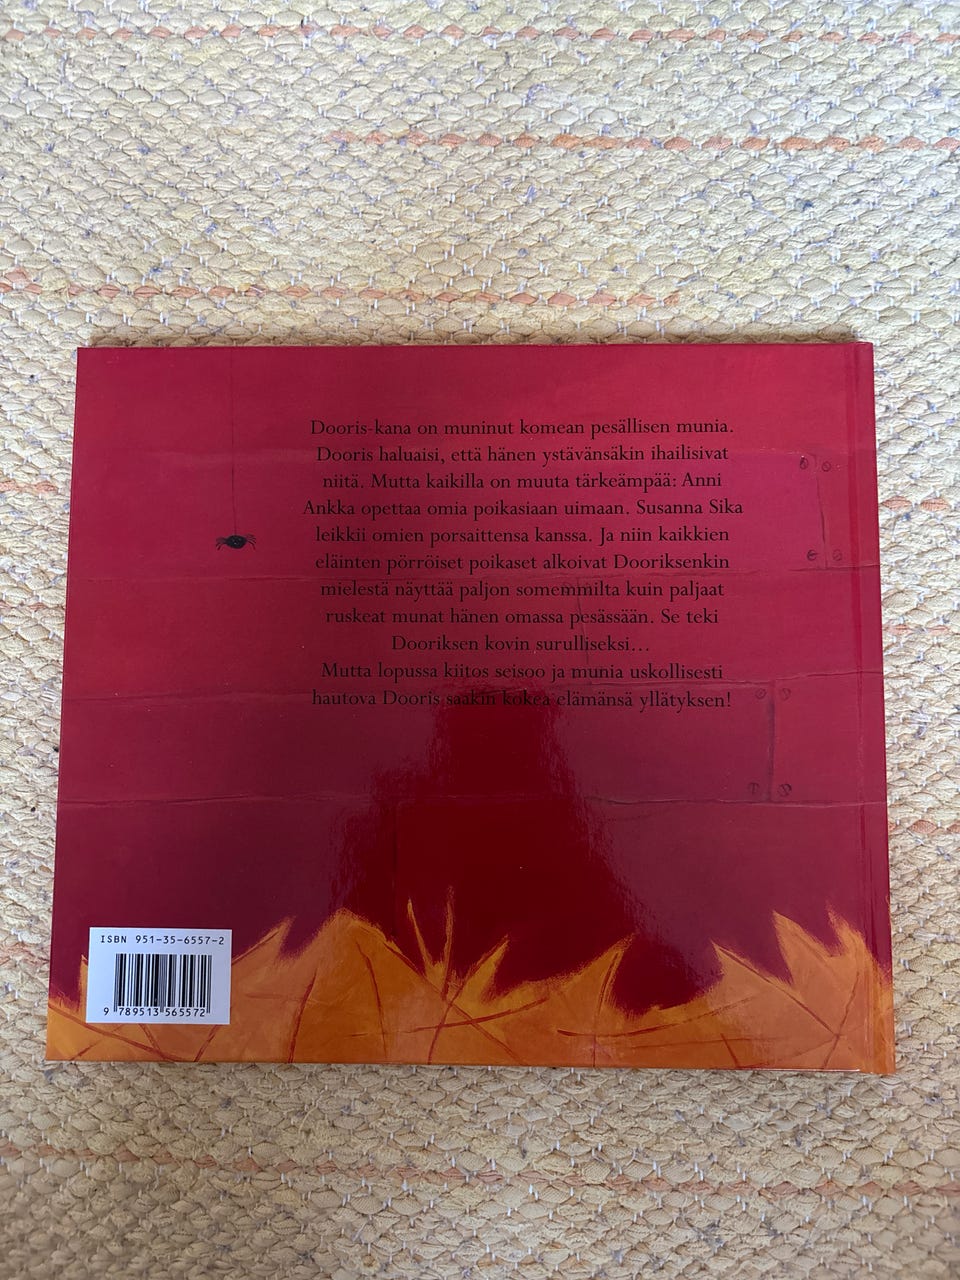 Dooris-kana on muninut komean pesällisen munia.
Dooris haluaisi, että hänen ystävänsäkin ihailisivat
niitä. Mutta kaikilla on muuta tärkeämpää: Anni
Ankka opettaa omia poikasiaan uimaan. Susanna Sika
leikkii omien porsaittensa kanssa. Ja niin kaikkien
eläinten pörröiset poikaset alkoivat Dooriksenkin
mielestä näyttää paljon somemmilta kuin paljaat
ruskeat munat hänen omassa pesässään. Se teki
Dooriksen kovin surulliseksi...
Mutta lopussa kiitos seisoo ja munia uskollisesti
hautova Dooris saakin kokea elämänsä yllätyksen!
ISBN 951-35-6557-2
9 789513 565572